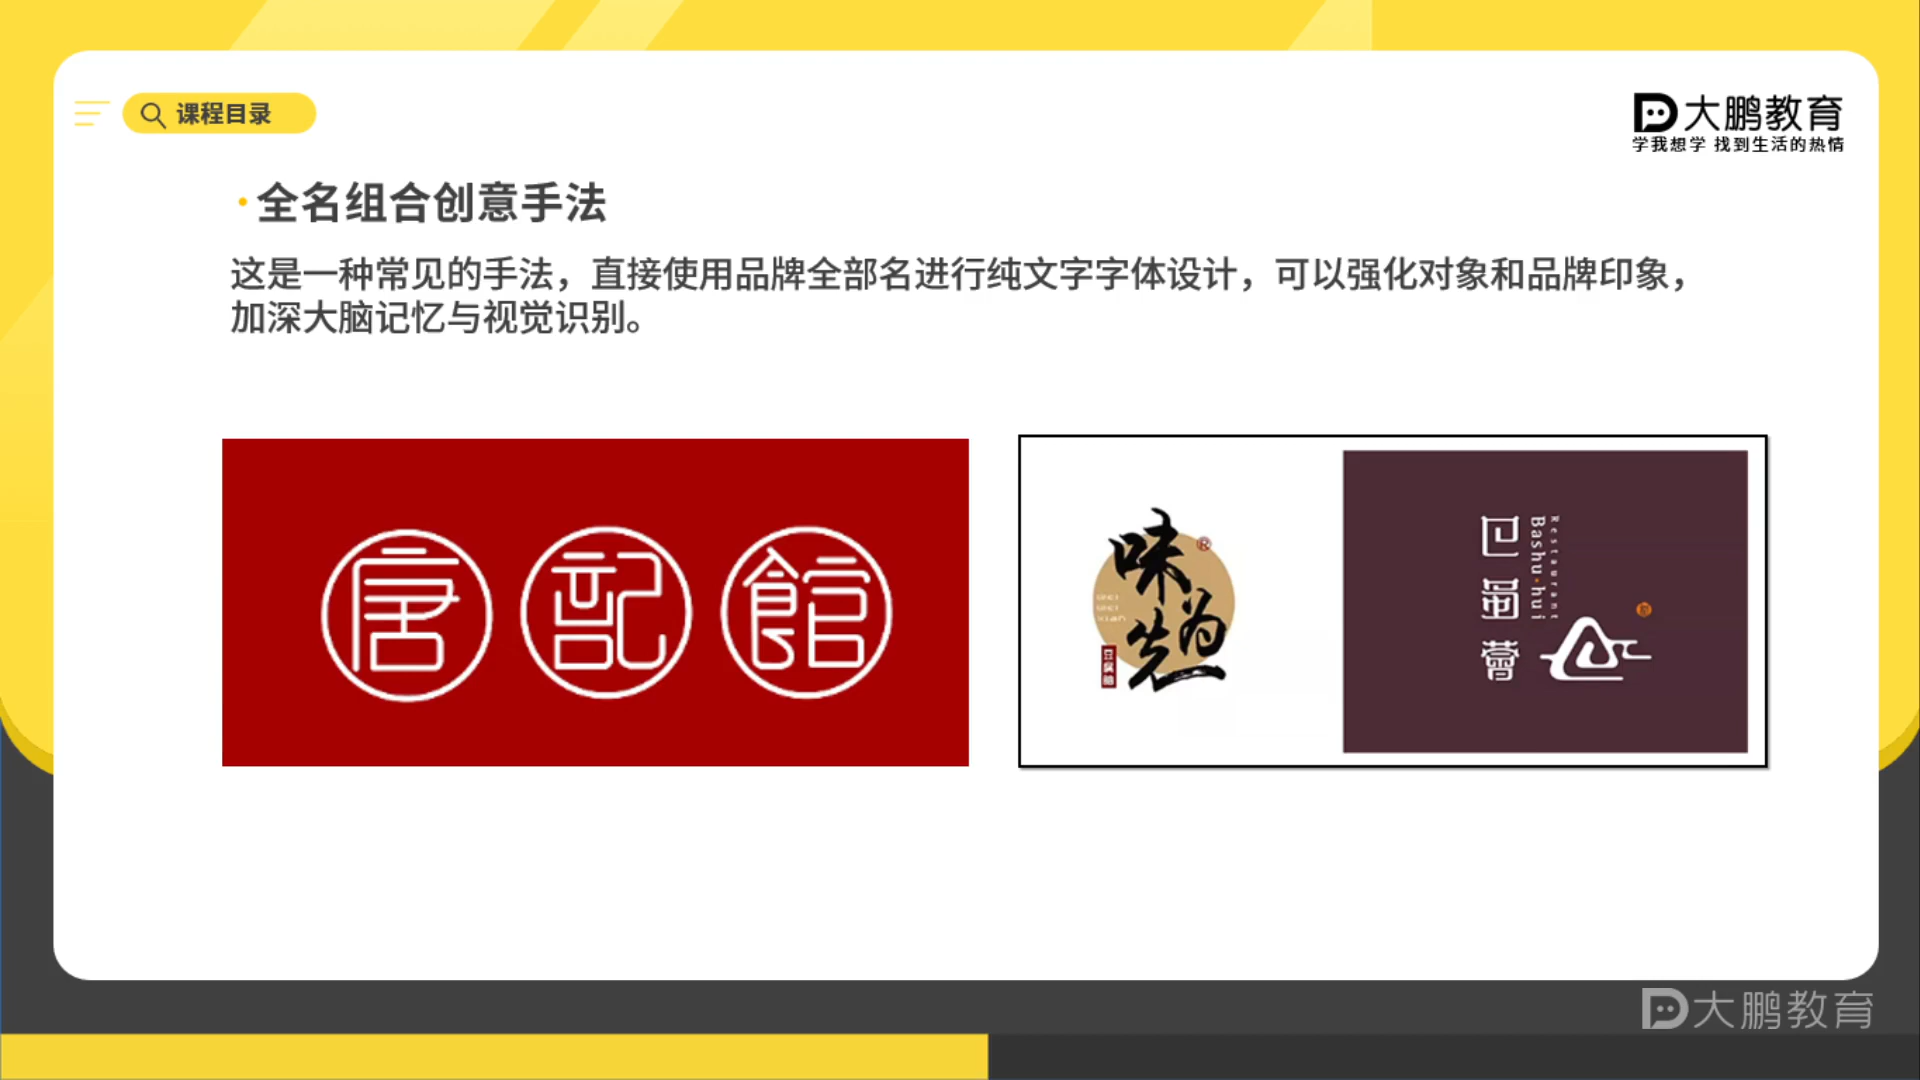 课程目录
大鹏教育
学我想学 找到生活的热情
·全名组合创意手法
这是一种常见的手法，直接使用品牌全部名进行纯文字字体设计，可以强化对象和品牌印象，
加深大脑记忆与视觉识别。
唐記館
味为先
®
巴蜀薈
Bashu·hui
Restaurant
大鹏教育